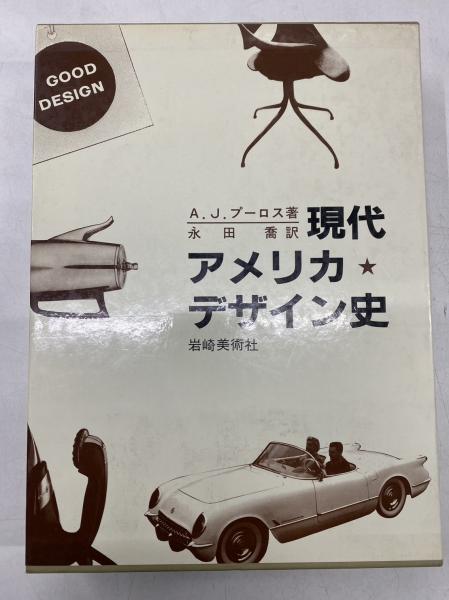 GOOD
DESIGN
A.J.プーロス著
永田 喬訳
現代
アメリカ★
デザイン史
岩崎美術社